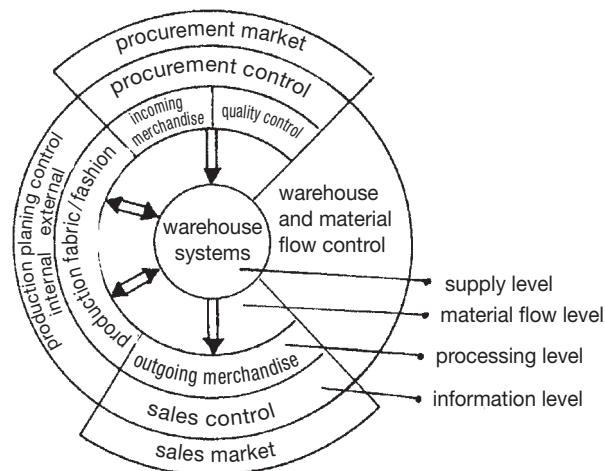 procurement market
procurement control
incoming
merchandise
quality control
production planing control
internal external
production fabric/fashion
warehouse
systems
warehouse
and material
flow control
supply level
material flow level
processing level
information level
outgoing merchandise
sales control
sales market